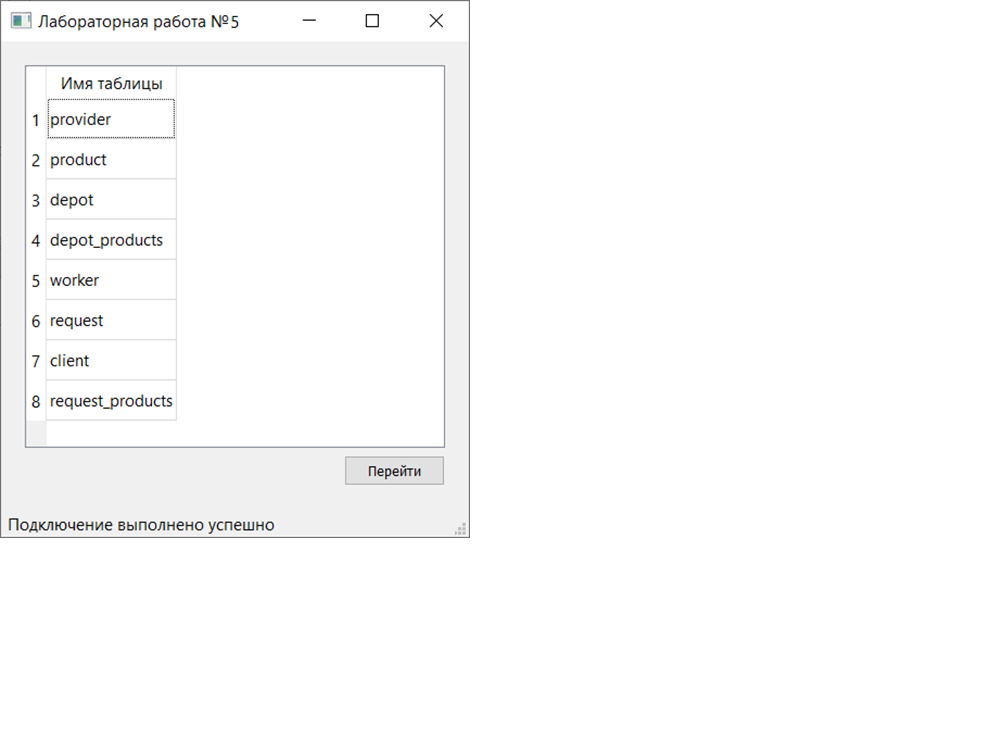 Лабораторная работа №5
Имя таблицы
1 provider
2 product
3 depot
4 depot_products
5 worker
6 request
7 client
8 request_products
Перейти
Подключение выполнено успешно